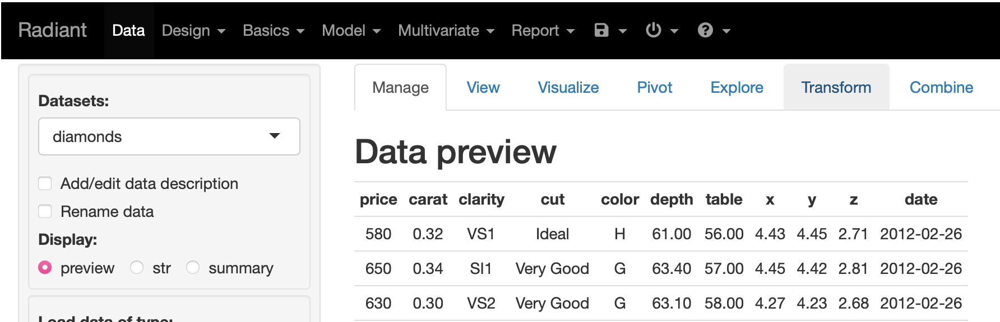 Radiant Data Design Basics Model Multivariate Report
Datasets:
diamonds
Add/edit data description
Rename data
Display:
preview str summary
Load data of type:
Manage View Visualize Pivot Explore Transform Combine
Data preview
price carat clarity cut color depth table x y z date
580 0.32 VS1 Ideal H 61.00 56.00 4.43 4.45 2.71 2012-02-26
650 0.34 SI1 Very Good G 63.40 57.00 4.45 4.42 2.81 2012-02-26
630 0.30 VS2 Very Good G 63.10 58.00 4.27 4.23 2.68 2012-02-26